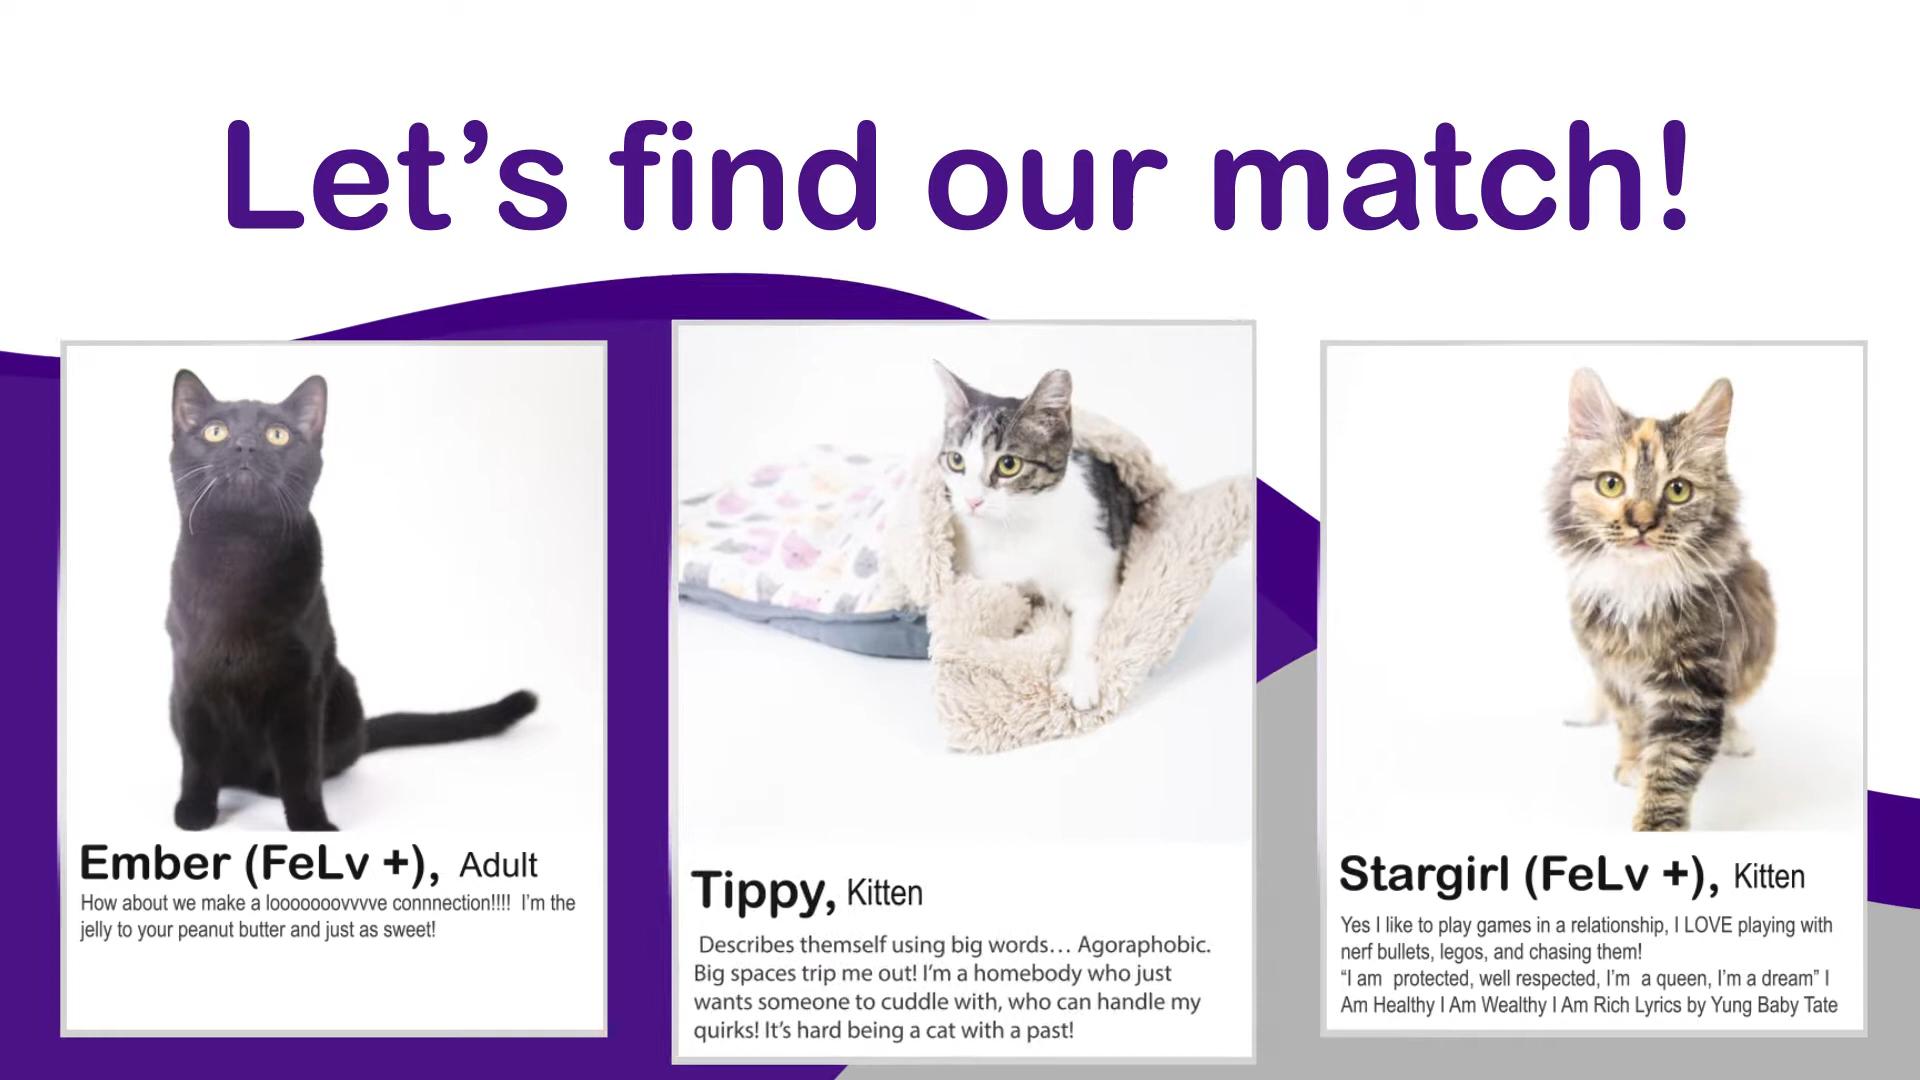 Let’s find our match!
Ember (FeLv +), Adult
How about we make a looooooovvvve connnection!!!! I’m the
jelly to your peanut butter and just as sweet!
Tippy, Kitten
Describes themself using big words… Agoraphobic.
Big spaces trip me out! I’m a homebody who just
wants someone to cuddle with, who can handle my
quirks! It’s hard being a cat with a past!
Stargirl (FeLv +), Kitten
Yes I like to play games in a relationship, I LOVE playing with
nerf bullets, legos, and chasing them!
“I am protected, well respected, I’m a queen, I’m a dream” I
Am Healthy I Am Wealthy I Am Rich Lyrics by Yung Baby Tate